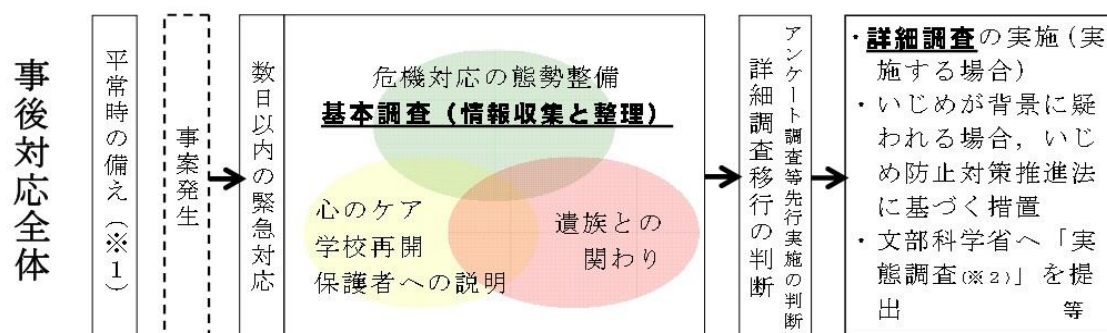 事後対応全体
平常時の備え(※1)
事案発生
数日以内の緊急対応
危機対応の態勢整備
基本調査(情報収集と整理)
心のケア
学校再開
保護者への説明
遺族との
関わり
詳細調査移行の判断
アンケート調査等先行実施の判断
・詳細調査の実施(実
施する場合)
・いじめが背景に疑
われる場合,いじ
め防止対策推進法
に基づく措置
・文部科学省へ「実
態調査(※2)」を提
出 等